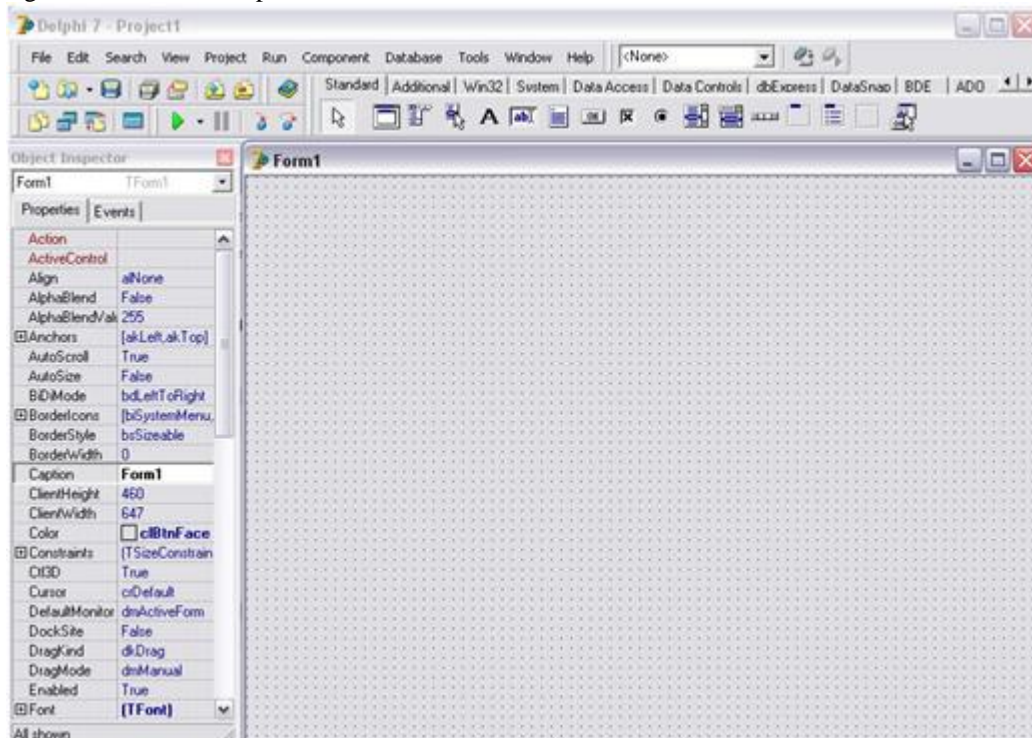 Delphi 7 - Project1
File Edit Search View Project Run Component Database Tools Window Help <None>
Standard Additional Win32 System Data Access Data Controls dbExpress DataSnap BDE ADO
Object Inspector
Form1
Form1 TForm1
Properties Events
Action
ActiveControl
Align alNone
AlphaBlend False
AlphaBlendVal 255
Anchors [akLeft,akTop]
AutoScroll True
AutoSize False
BiDiMode bdLeftToRight
BorderIcons [biSystemMenu,
BorderStyle bsSizeable
BorderWidth 0
Caption Form1
ClientHeight 460
ClientWidth 647
Color clBtnFace
Constraints (TSizeConstrain
Ctl3D True
Cursor crDefault
DefaultMonitor dmActiveForm
DockSite False
DragKind dkDrag
DragMode dmManual
Enabled True
Font (TFont)
All shown